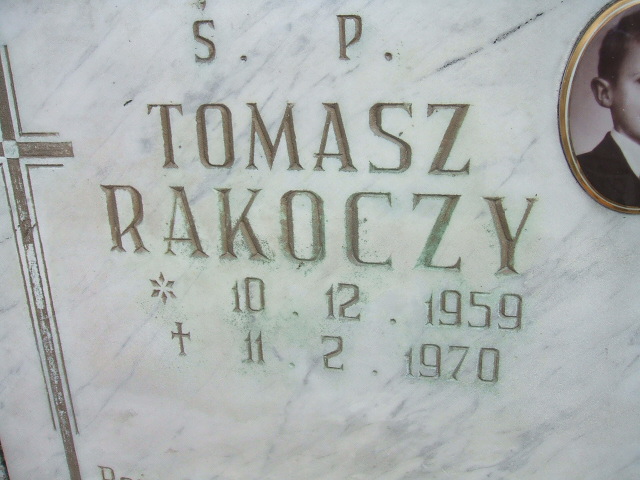 Ś. P.
TOMASZ
RAKOCZY
* 10. 12. 1959
† 11 2. 1970